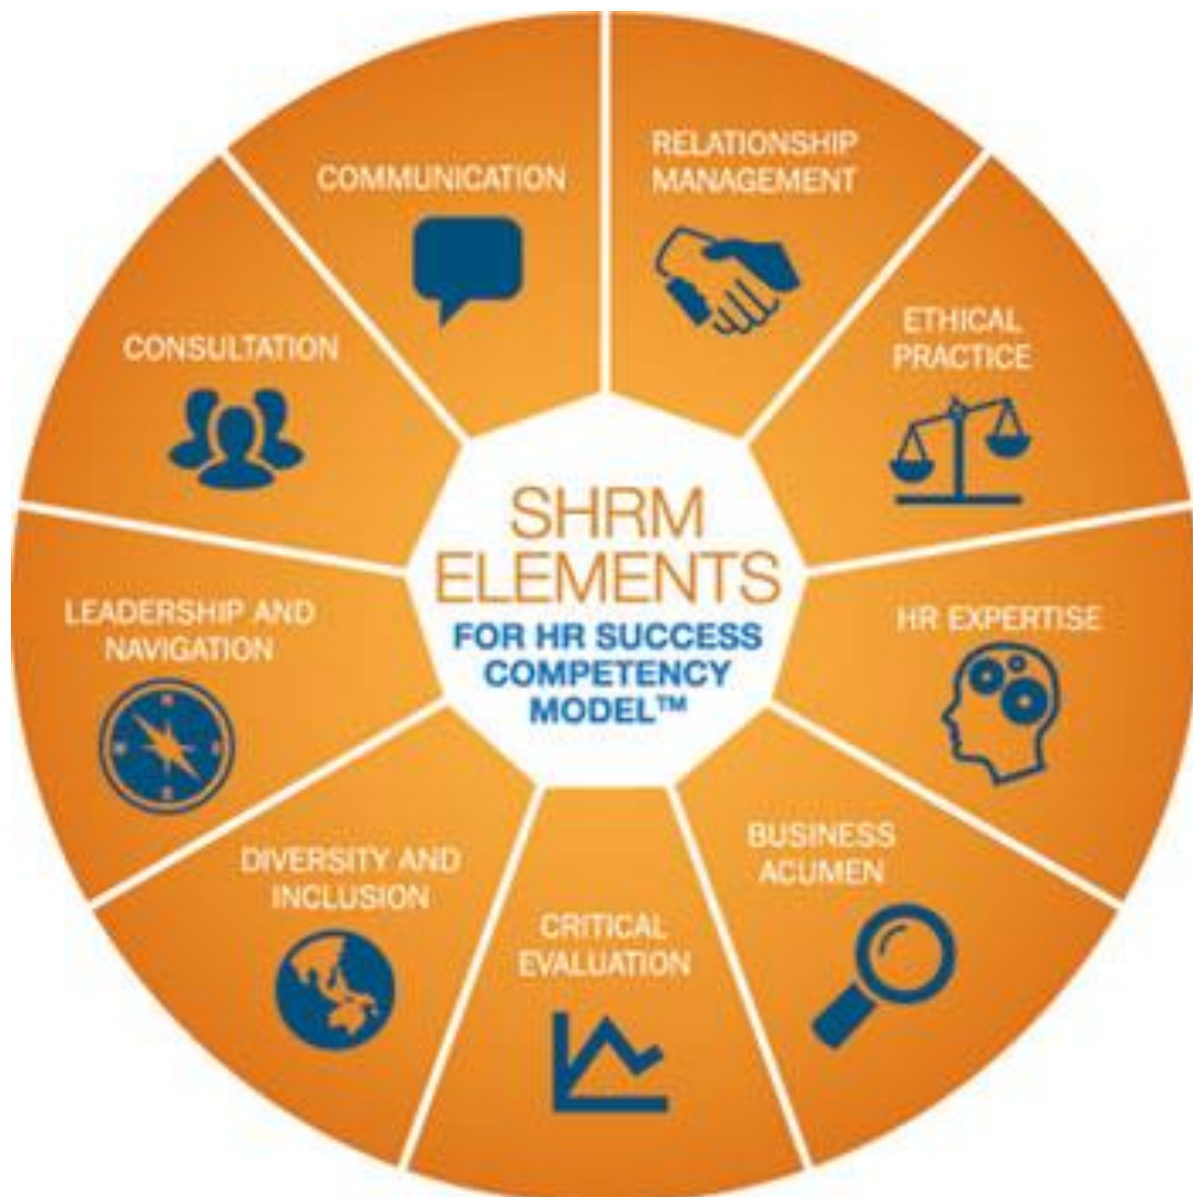 SHRM
ELEMENTS
FOR HR SUCCESS
COMPETENCY
MODEL™
RELATIONSHIP
MANAGEMENT
ETHICAL
PRACTICE
HR EXPERTISE
BUSINESS
ACUMEN
CRITICAL
EVALUATION
DIVERSITY AND
INCLUSION
LEADERSHIP AND
NAVIGATION
CONSULTATION
COMMUNICATION